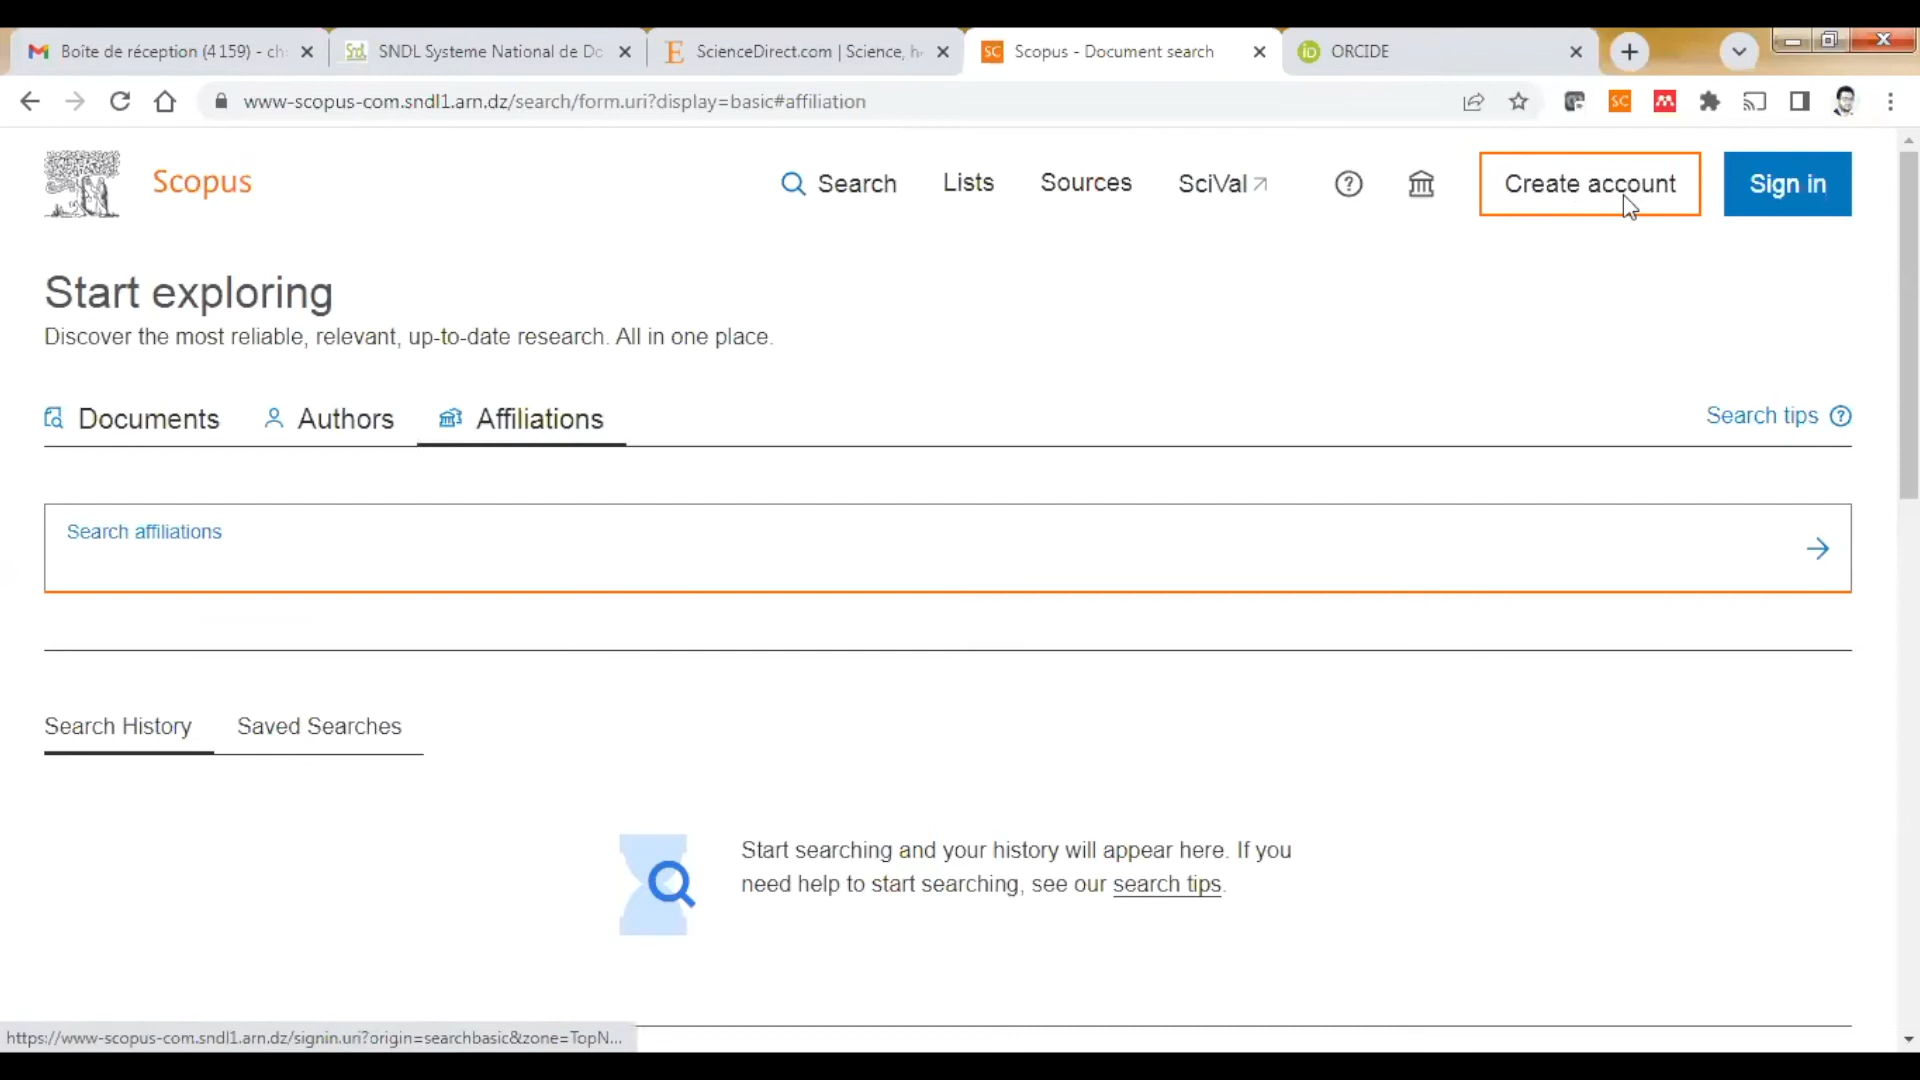 Boîte de réception (4 159) - ch
SNDL Systeme National de Do
ScienceDirect.com | Science, he
Scopus - Document search
ORCIDE
www-scopus-com.sndl1.arn.dz/search/form.uri?display=basic#affiliation
Scopus
Search
Lists
Sources
SciVal
Create account
Sign in
Start exploring
Discover the most reliable, relevant, up-to-date research. All in one place.
Documents
Authors
Affiliations
Search tips
Search affiliations
Search History
Saved Searches
Start searching and your history will appear here. If you
need help to start searching, see our search tips.
https://www-scopus-com.sndl1.arn.dz/signin.uri?origin=searchbasic&zone=TopN...